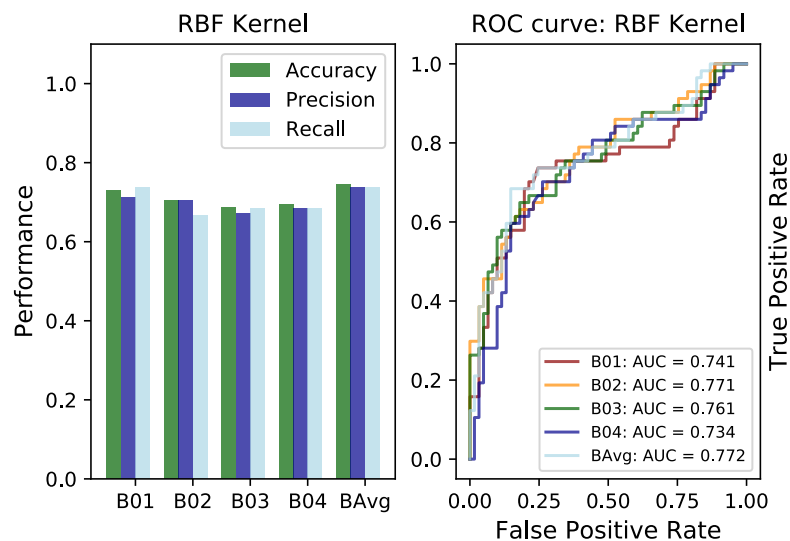 RBF Kernel
Performance
1.0
0.8
0.6
0.4
0.2
0.0
Accuracy
Precision
Recall
B01 B02 B03 B04 BAvg
ROC curve: RBF Kernel
1.0
0.8
0.6
0.4
0.2
0.0
B01: AUC = 0.741
B02: AUC = 0.771
B03: AUC = 0.761
B04: AUC = 0.734
BAvg: AUC = 0.772
0.00 0.25 0.50 0.75 1.00
False Positive Rate
True Positive Rate